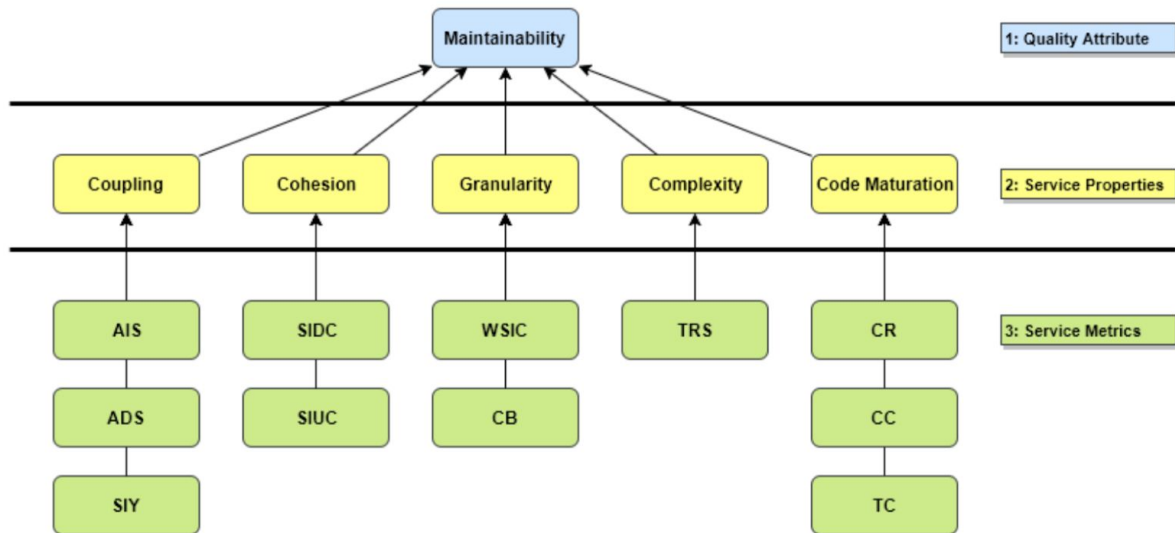 Maintainability
1: Quality Attribute
Coupling
Cohesion
Granularity
Complexity
Code Maturation
2: Service Properties
AIS
SIDC
WSIC
TRS
CR
3: Service Metrics
ADS
SIUC
CB
CC
SIY
TC